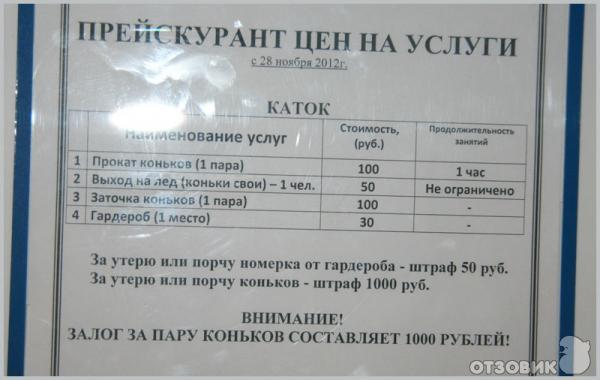 ПРЕЙСКУРАНТ ЦЕН НА УСЛУГИ
с 28 ноября 2012г.
КАТОК
Наименование услуг Стоимость, (руб.) Продолжительность занятий
1 Прокат коньков (1 пара) 100 1 час
2 Выход на лед (коньки свои) – 1 чел. 50 Не ограничено
3 Заточка коньков (1 пара) 100 -
4 Гардероб (1 место) 30 -
За утерю или порчу номерка от гардероба - штраф 50 руб.
За утерю или порчу коньков - штраф 1000 руб.
ВНИМАНИЕ!
ЗАЛОГ ЗА ПАРУ КОНЬКОВ СОСТАВЛЯЕТ 1000 РУБЛЕЙ!
ОТЗОВИК